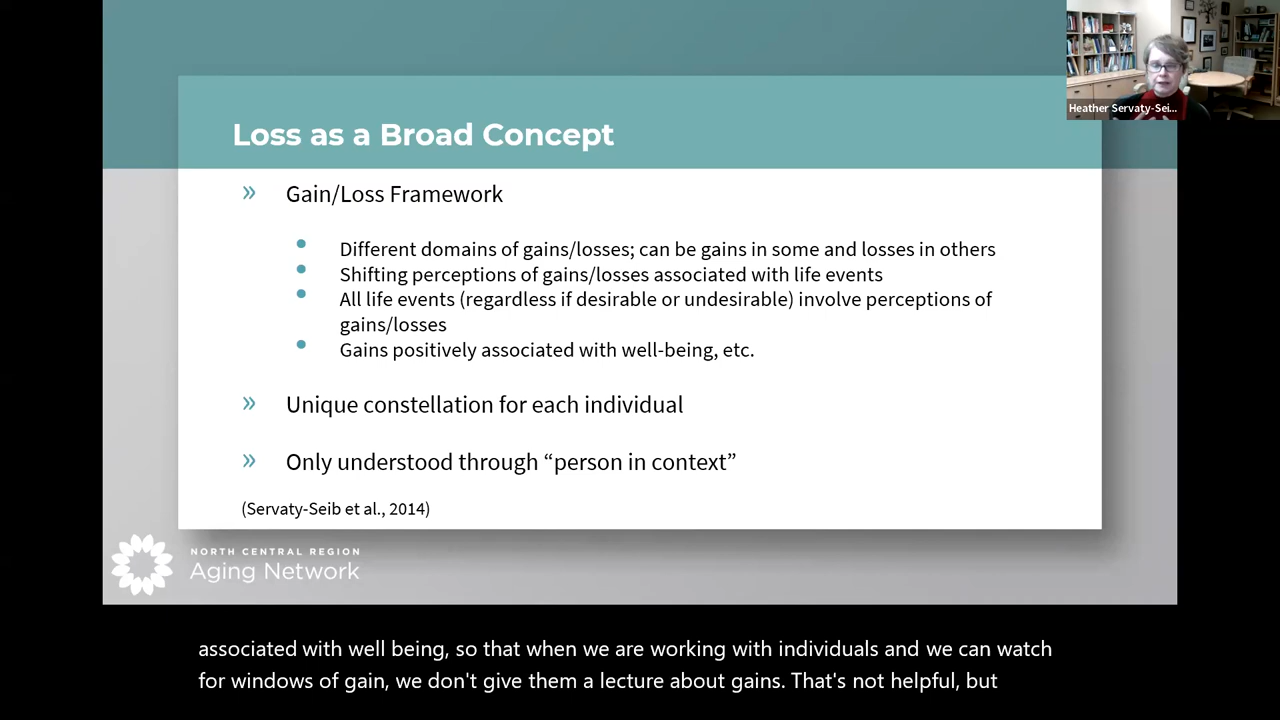 Heather Servaty-Sei...
Loss as a Broad Concept
» Gain/Loss Framework
• Different domains of gains/losses; can be gains in some and losses in others
• Shifting perceptions of gains/losses associated with life events
• All life events (regardless if desirable or undesirable) involve perceptions of
gains/losses
• Gains positively associated with well-being, etc.
» Unique constellation for each individual
» Only understood through “person in context”
(Servaty-Seib et al., 2014)
NORTH CENTRAL REGION
Aging Network
associated with well being, so that when we are working with individuals and we can watch
for windows of gain, we don't give them a lecture about gains. That's not helpful, but